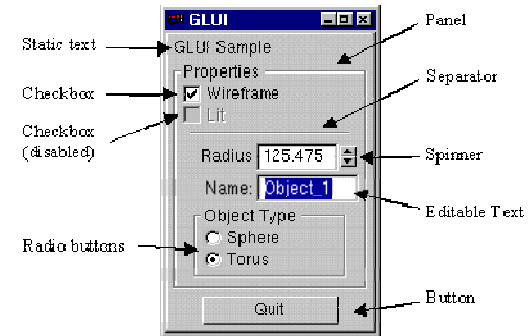 GLUI
Panel
Static text
GLUI Sample
Properties
Separator
Checkbox
Wireframe
Checkbox
(disabled)
Lit
Radius 125.475
Spinner
Name: Object_1
Editable Text
Object Type
Sphere
Radio buttons
Torus
Quit
Button